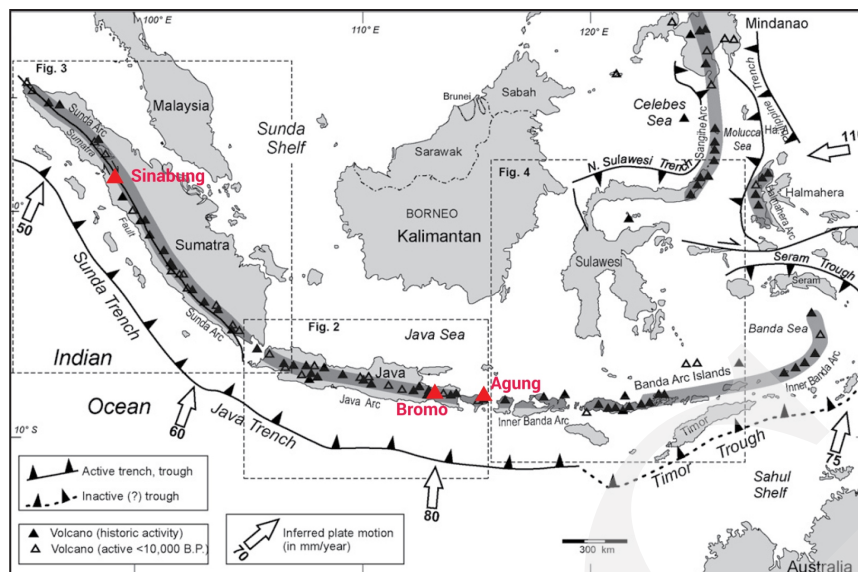 100° E
120° E
Mindanao
Fig. 3
Malaysia
Sunda Arc
Sumatra
Fault
Sunda
Shelf
Brunei
Sabah
Sarawak
Celebes
Sea
Sangihe Arc
Molucca
Sea
Philippine
Trench
Ha
11
N. Sulawesi Trench
Fig. 4
Sinabung
0°
50
BORNEO
Kalimantan
Halmahera
Halmahera Arc
Sumatra
Sulawesi
Seram Trough
Seram
Sunda Trench
Sunda Arc
Fig. 2
Java Sea
Banda Sea
Indian
Ocean
Java
Agung
Bromo
Banda Arc Islands
Inner Banda Arc
Java Arc
Inner Banda Arc
60
Java Trench
10° S
Timor
Timor Trough
75
Sahul
Shelf
80
Active trench, trough
Inactive (?) trough
Volcano (historic activity)
Volcano (active <10,000 B.P.)
70
Inferred plate motion
(in mm/year)
300 km
Australia